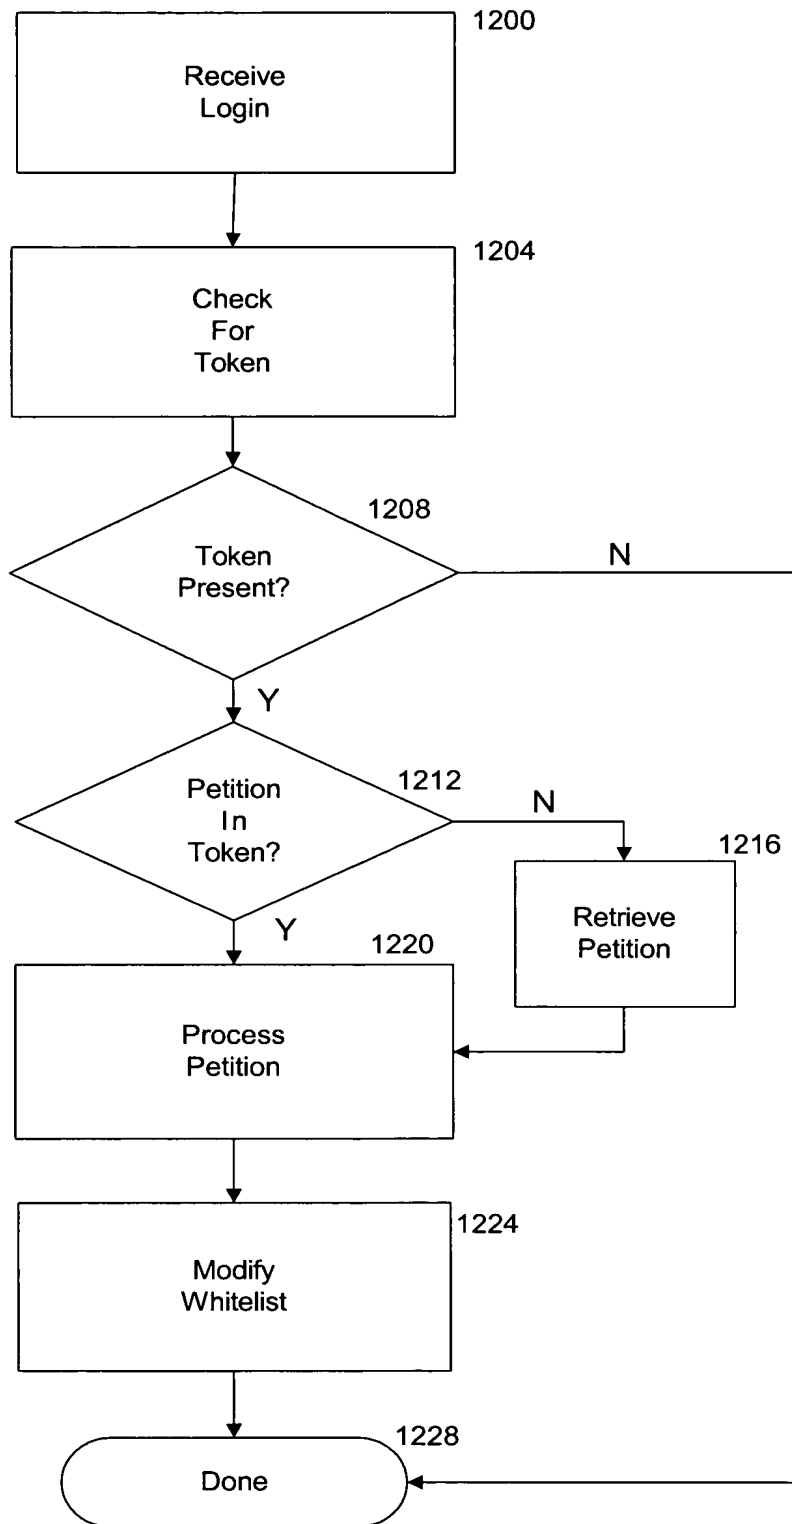 1200
Receive
Login
1204
Check
For
Token
1208
Token
Present?
N
Y
1212
Petition
In
Token?
N
1216
Retrieve
Petition
Y
1220
Process
Petition
1224
Modify
Whitelist
1228
Done